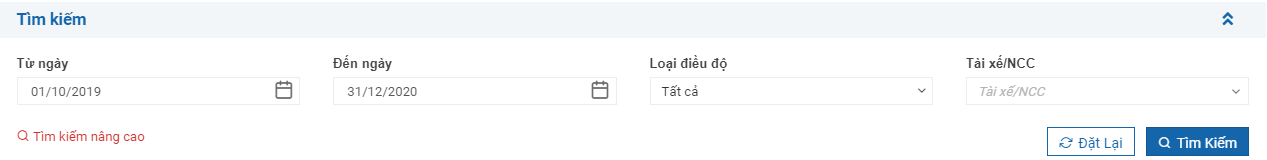 Tìm kiếm
Từ ngày
Đến ngày
Loại điều độ
Tài xế/NCC
01/10/2019
31/12/2020
Tất cả
Tài xế/NCC
Tìm kiếm nâng cao
Đặt Lại
Tìm Kiếm